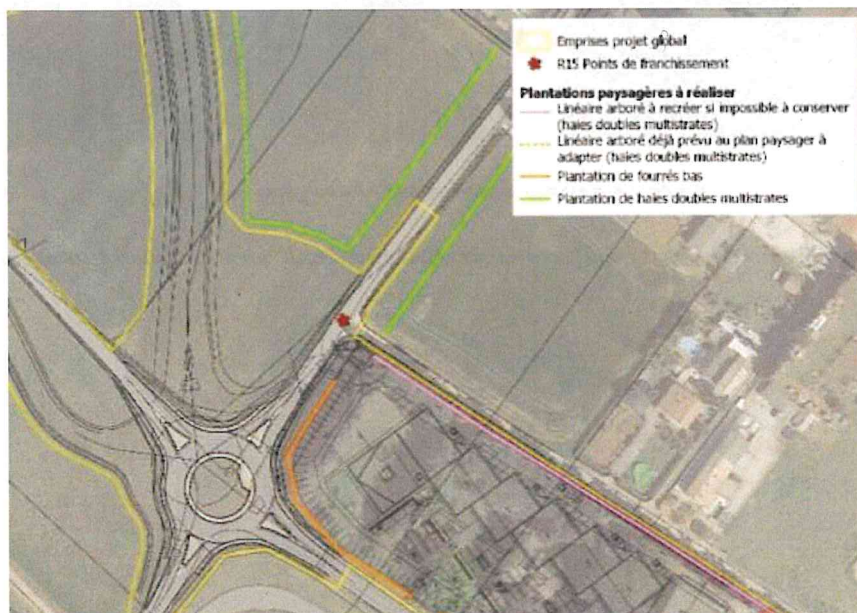 Emprises projet global
R15 Points de franchissement
Plantations paysagères à réaliser
Linéaire arboré à recréer si impossible à conserver
(haies doubles multistrates)
Linéaire arboré déjà prévu au plan paysager à
adapter (haies doubles multistrates)
Plantation de fourrés bas
Plantation de haies doubles multistrates